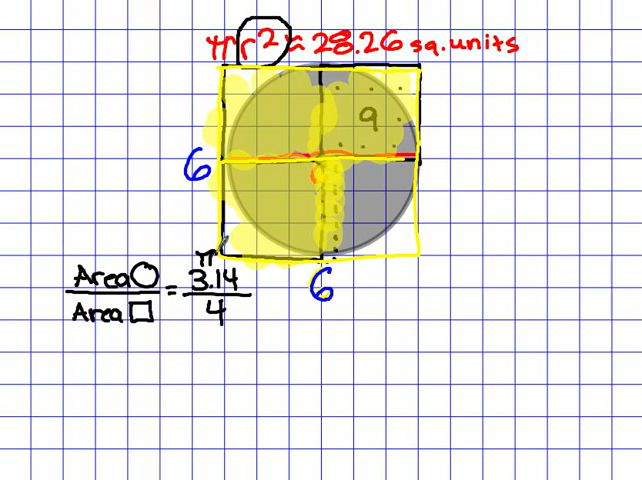 πr² ≈ 28.26 sq. units
9
6
6
Area○ / Area□ = π 3.14 / 4